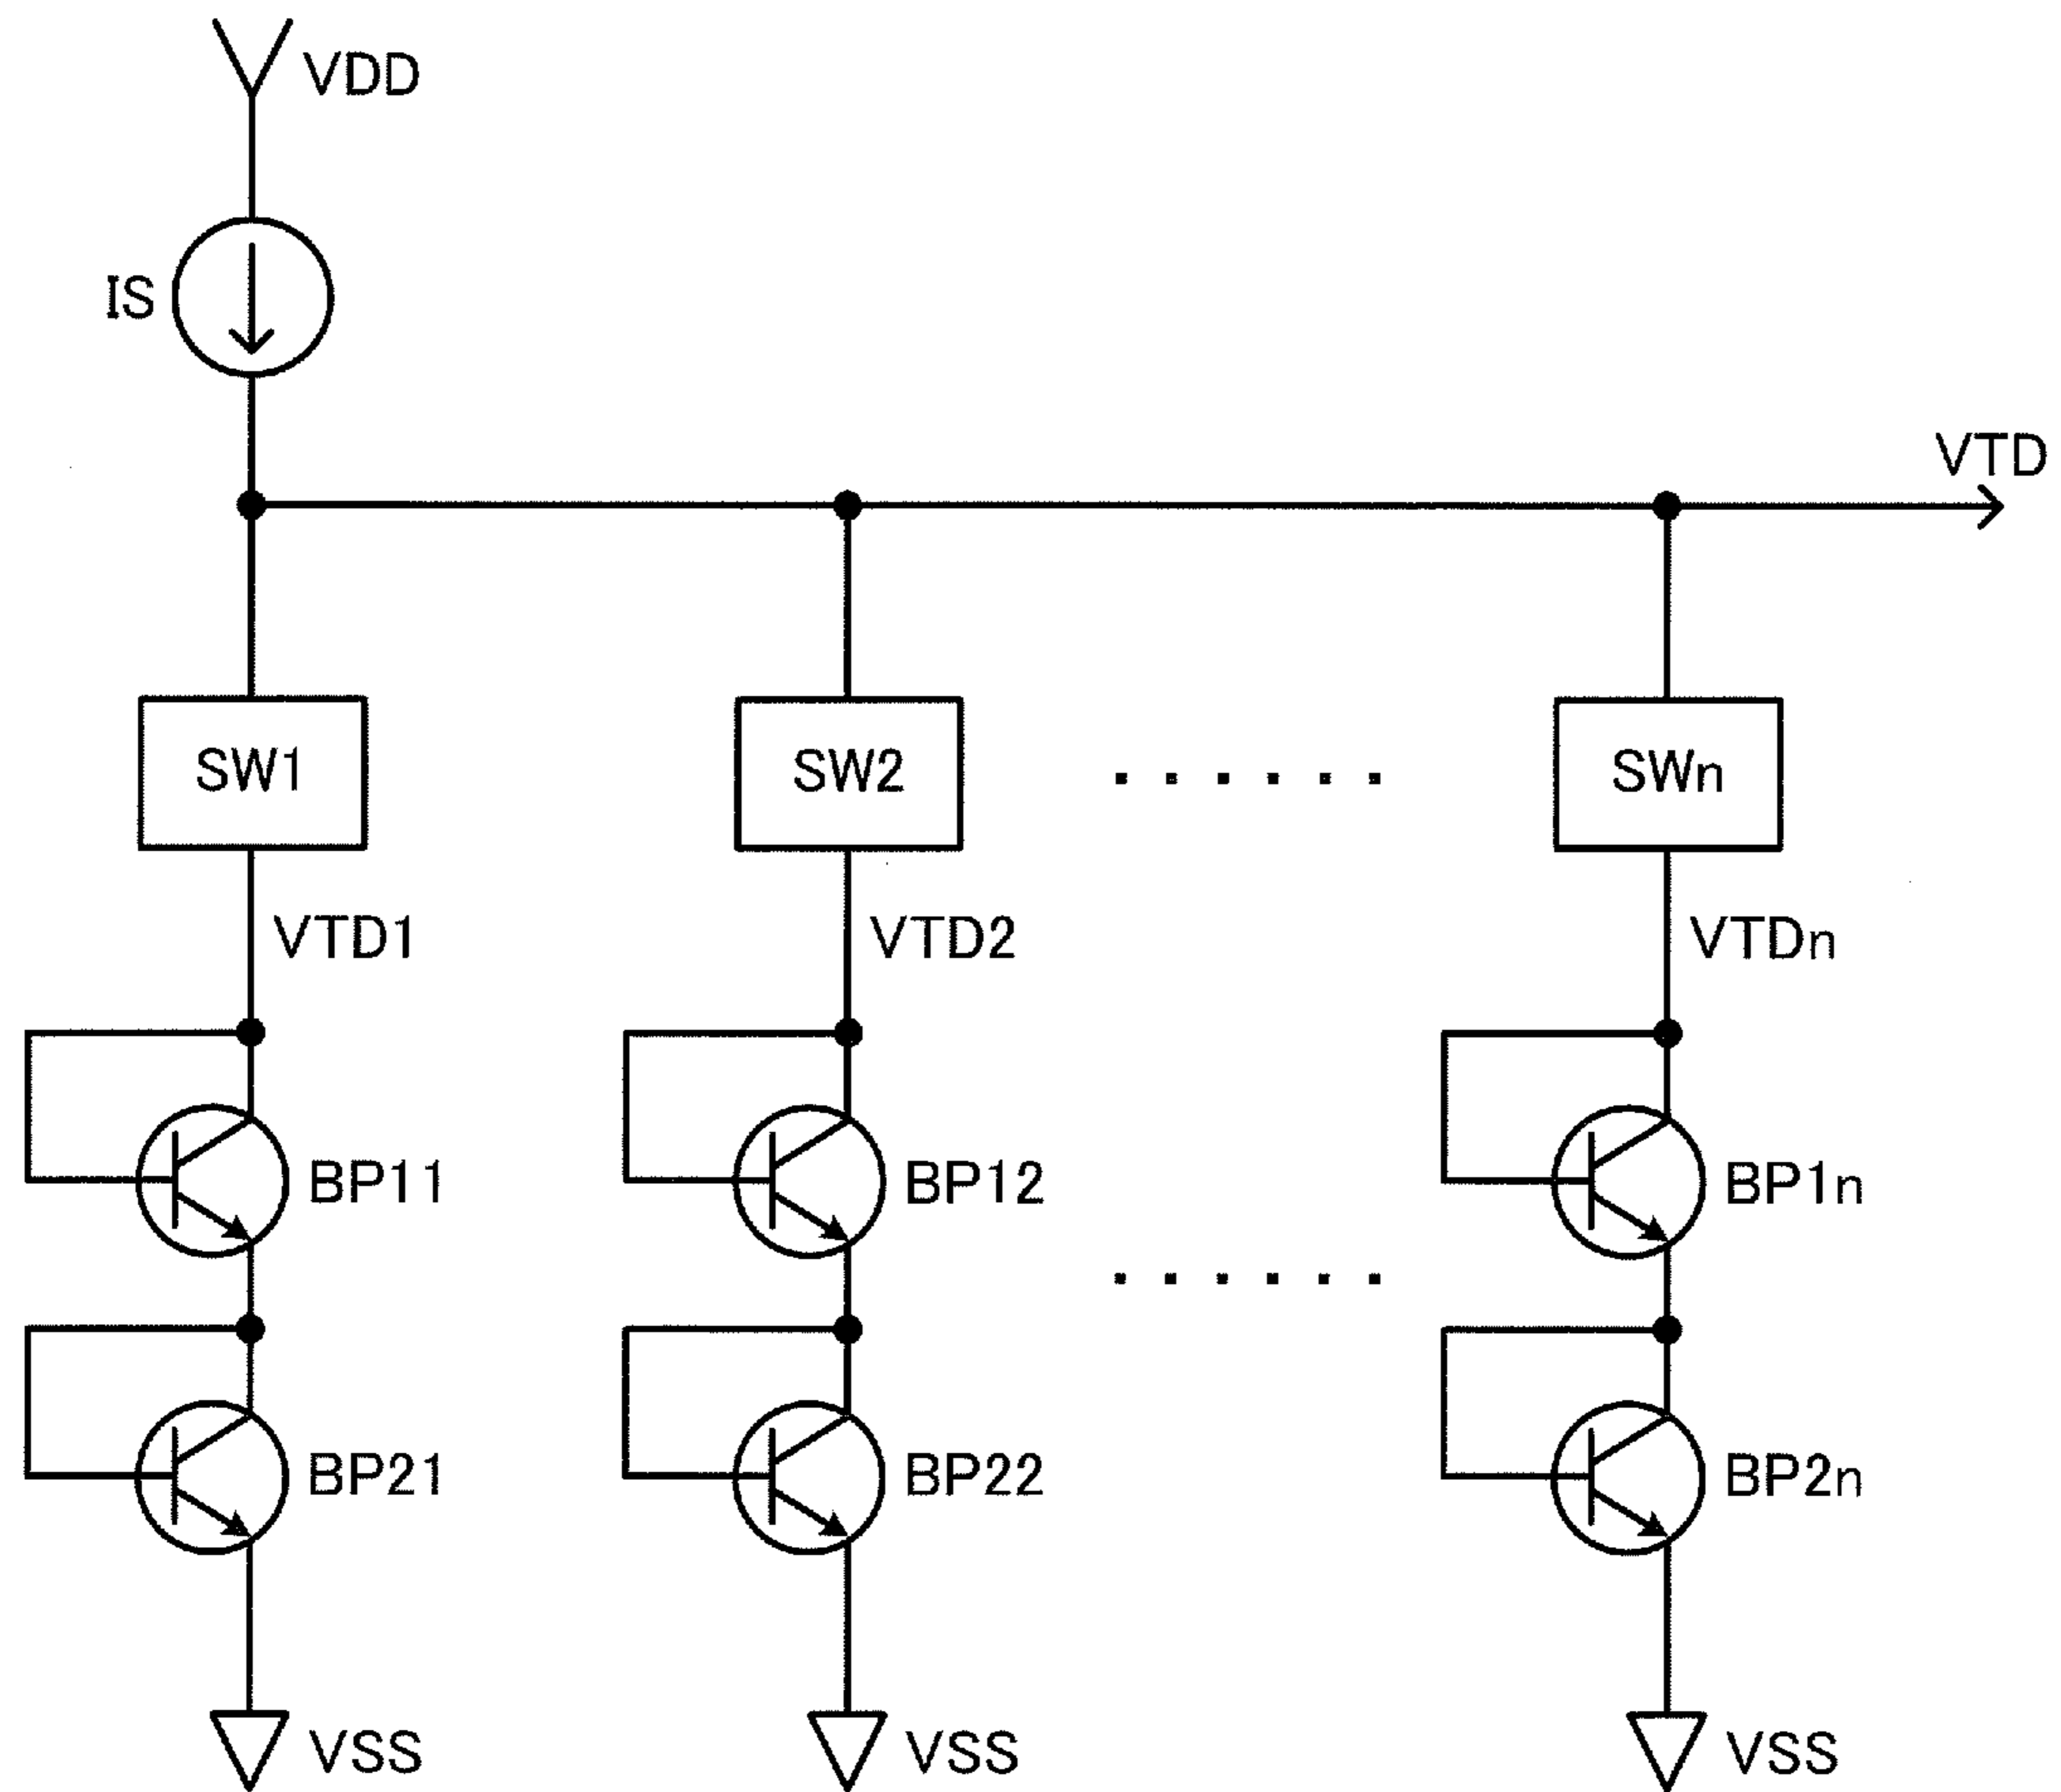 VDD
IS
VTD
SW1
SW2
......
SWn
VTD1
VTD2
VTDn
BP11
BP12
BP1n
......
BP21
BP22
BP2n
VSS
VSS
VSS